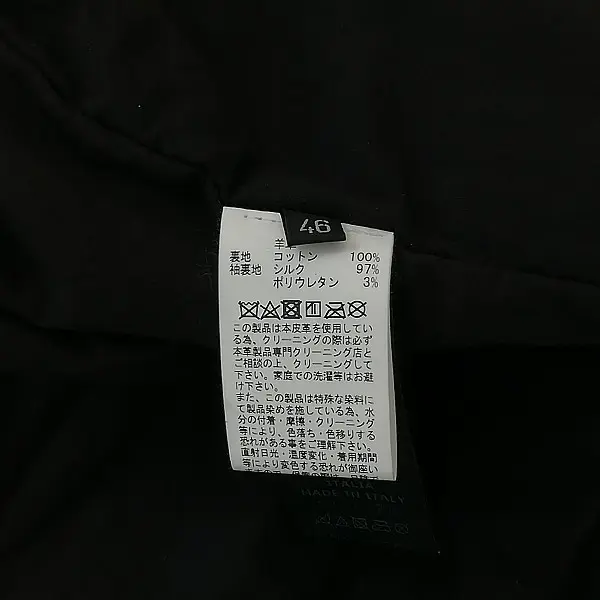 46
裏地 コットン 100%
袖裏地 シルク 97%
ポリウレタン 3%
この製品は本皮革を使用してい
る為、クリーニングの際は必ず
本革製品専門クリーニング店と
ご相談の上、クリーニングして
下さい。家庭での洗濯等はお避
け下さい。
また、この製品は特殊な染料に
て製品染めを施している為、水
分の付着・摩擦・クリーニング
等により、色落ち・色移りする
恐れがある事をご理解下さい。
直射日光・温度変化・着用期間
等により変色する恐れが御座い
MADE IN ITALY